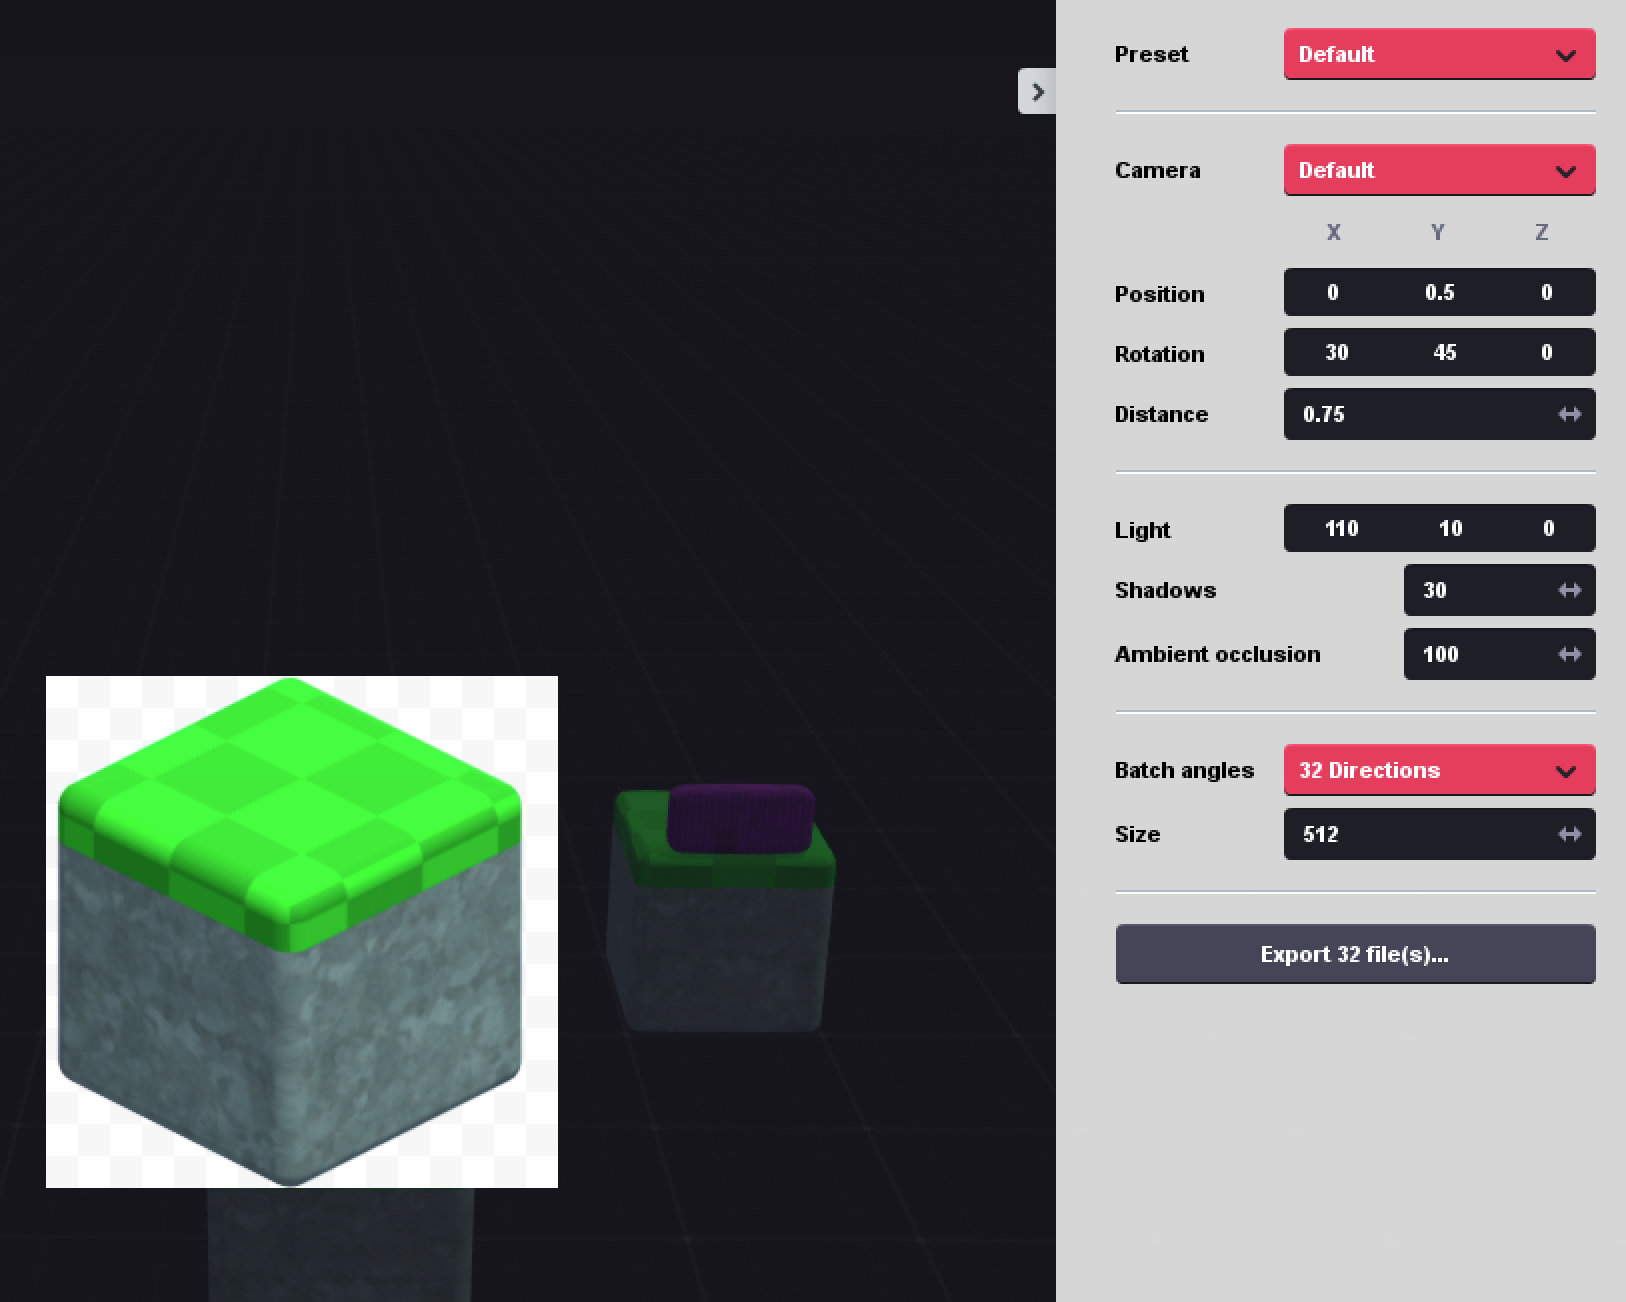 Preset Default
Camera Default
X Y Z
Position 0 0.5 0
Rotation 30 45 0
Distance 0.75
Light 110 10 0
Shadows 30
Ambient occlusion 100
Batch angles 32 Directions
Size 512
Export 32 file(s)...